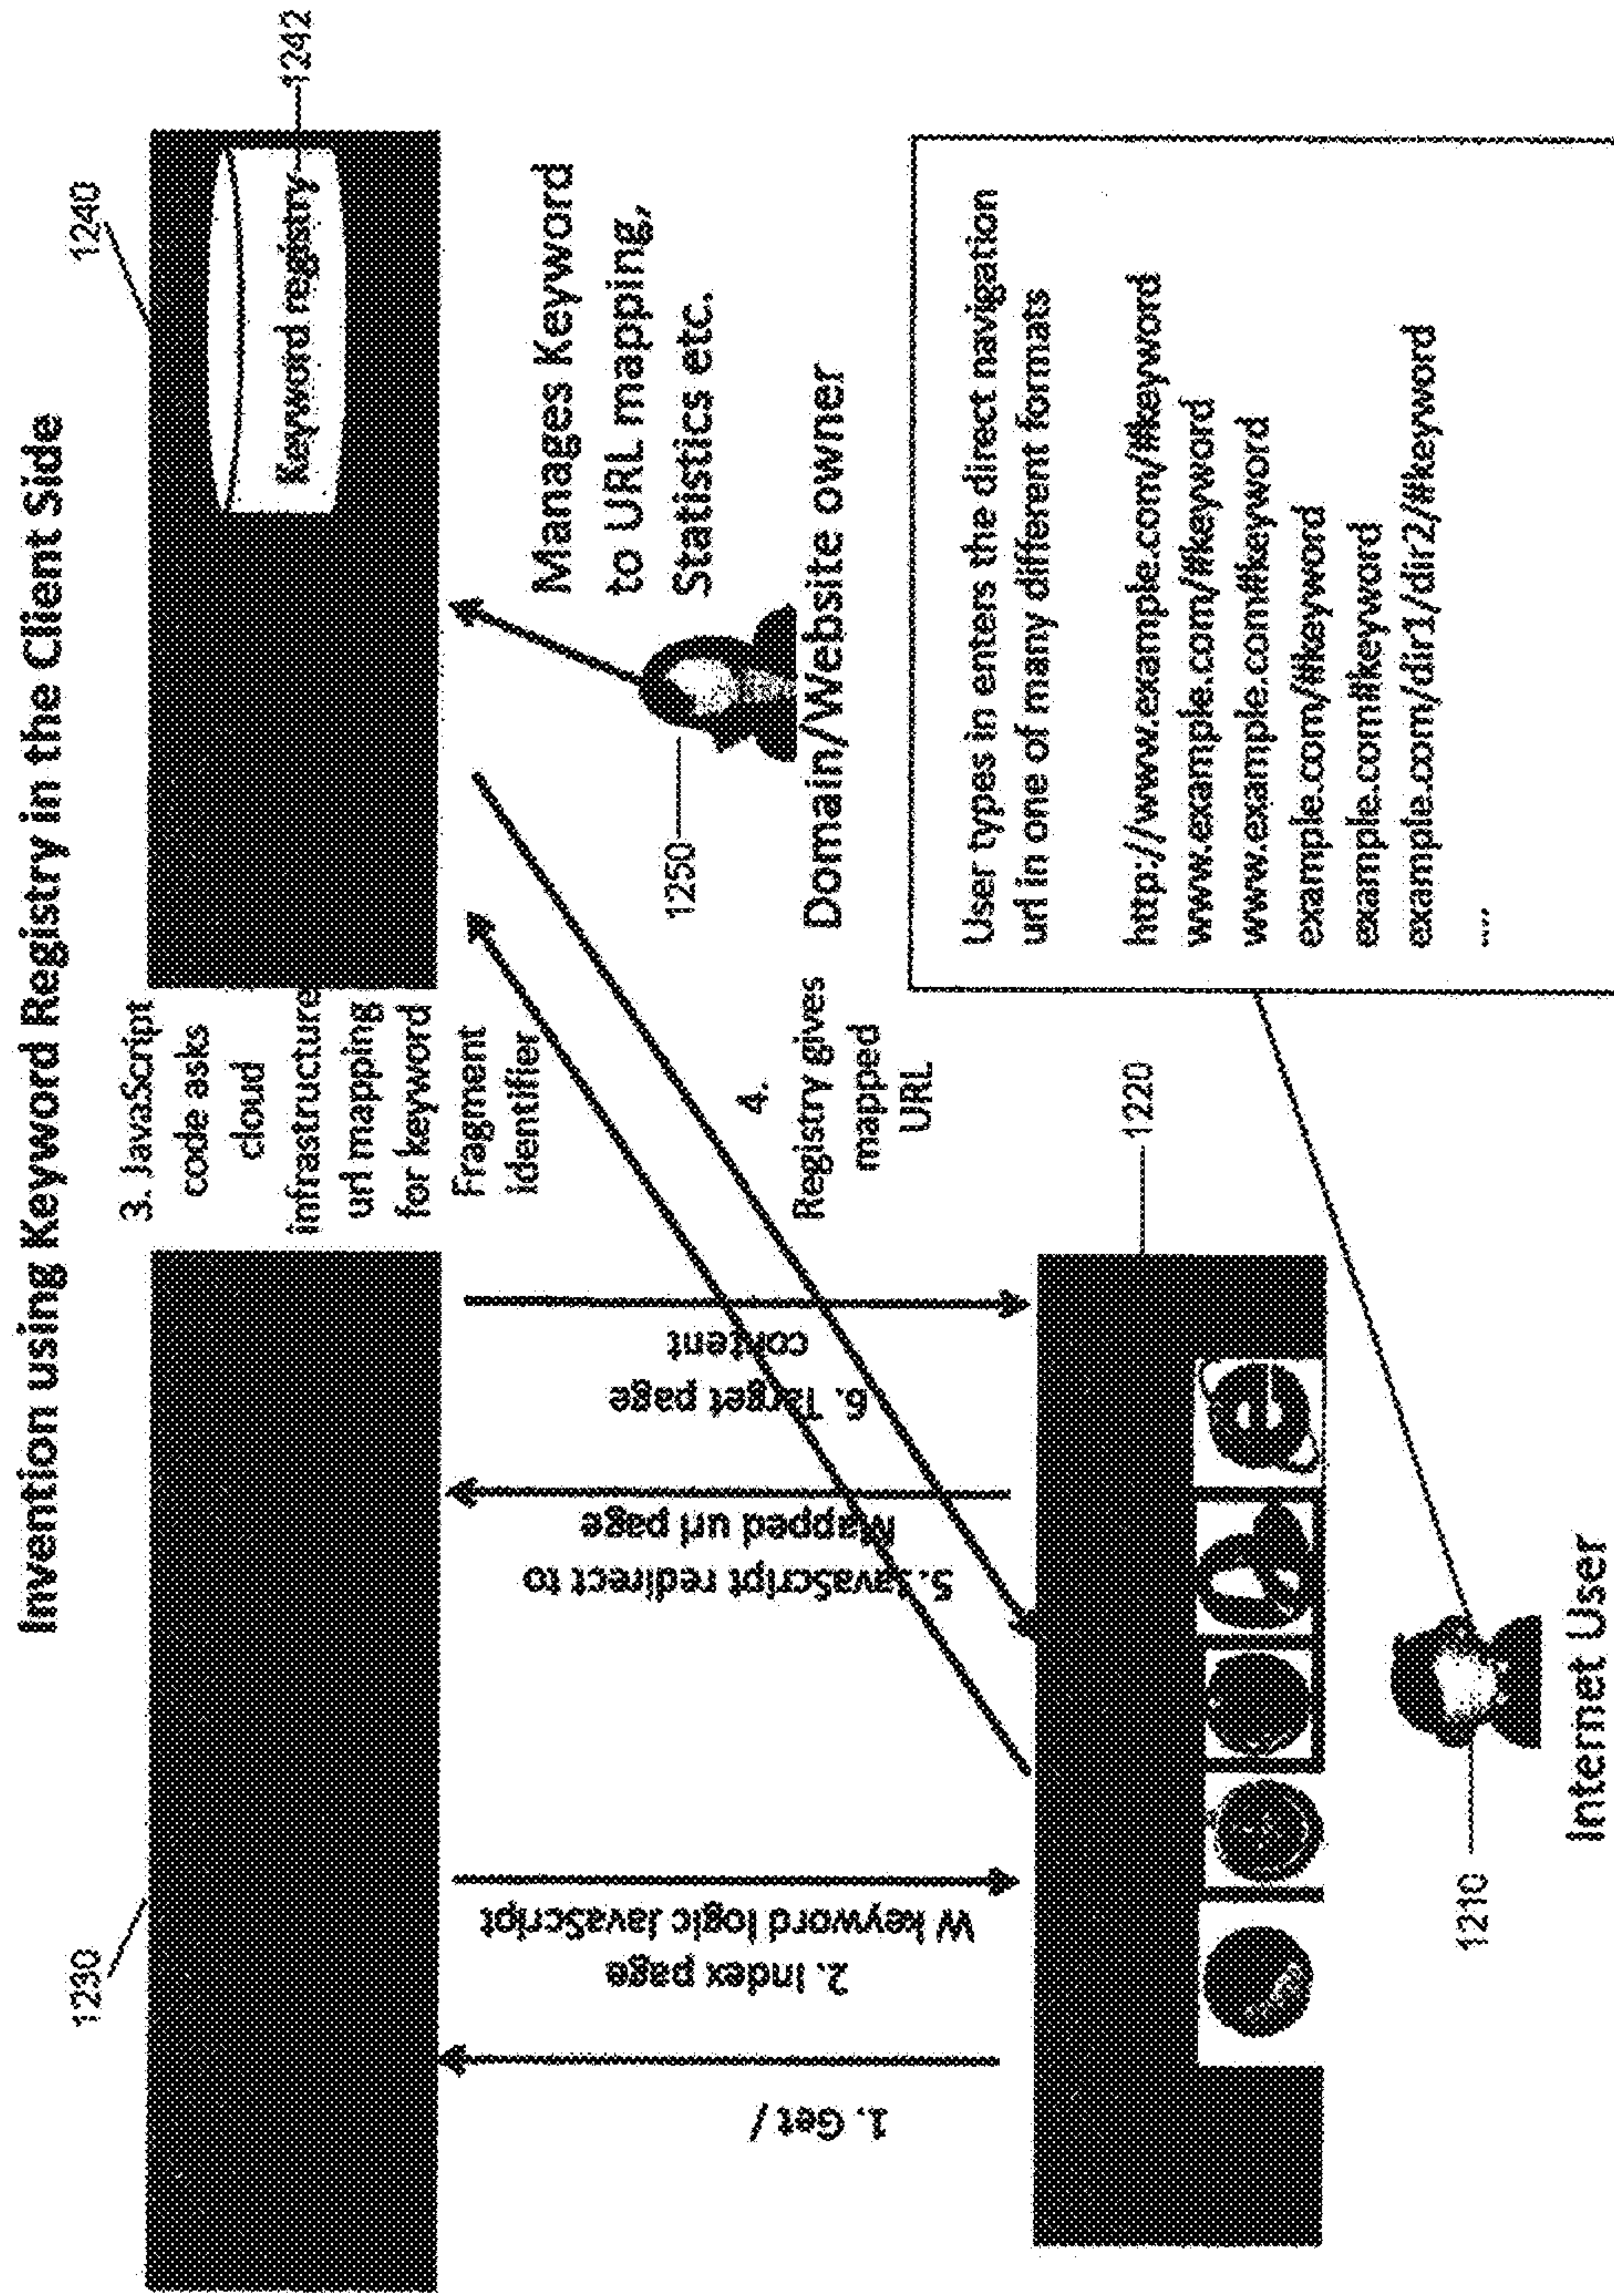 Invention using Keyword Registry in the Client Side
1230
1240
1242
Keyword registry
3. JavaScript
code asks
cloud
infrastructure
url mapping
for keyword
Fragment
identifier
Manages Keyword
to URL mapping,
Statistics etc.
1250
Domain/Website owner
4.
Registry gives
mapped
URL
1. Get /
2. Index page
W keyword logic JavaScript
5. JavaScript redirect to
Mapped url page
6. Target page
content
1220
e
1210
Internet User
User types in enters the direct navigation
url in one of many different formats
http://www.example.com/#keyword
www.example.com/#keyword
www.example.com#keyword
example.com/#keyword
example.com#keyword
example.com/dir1/dir2/#keyword
....